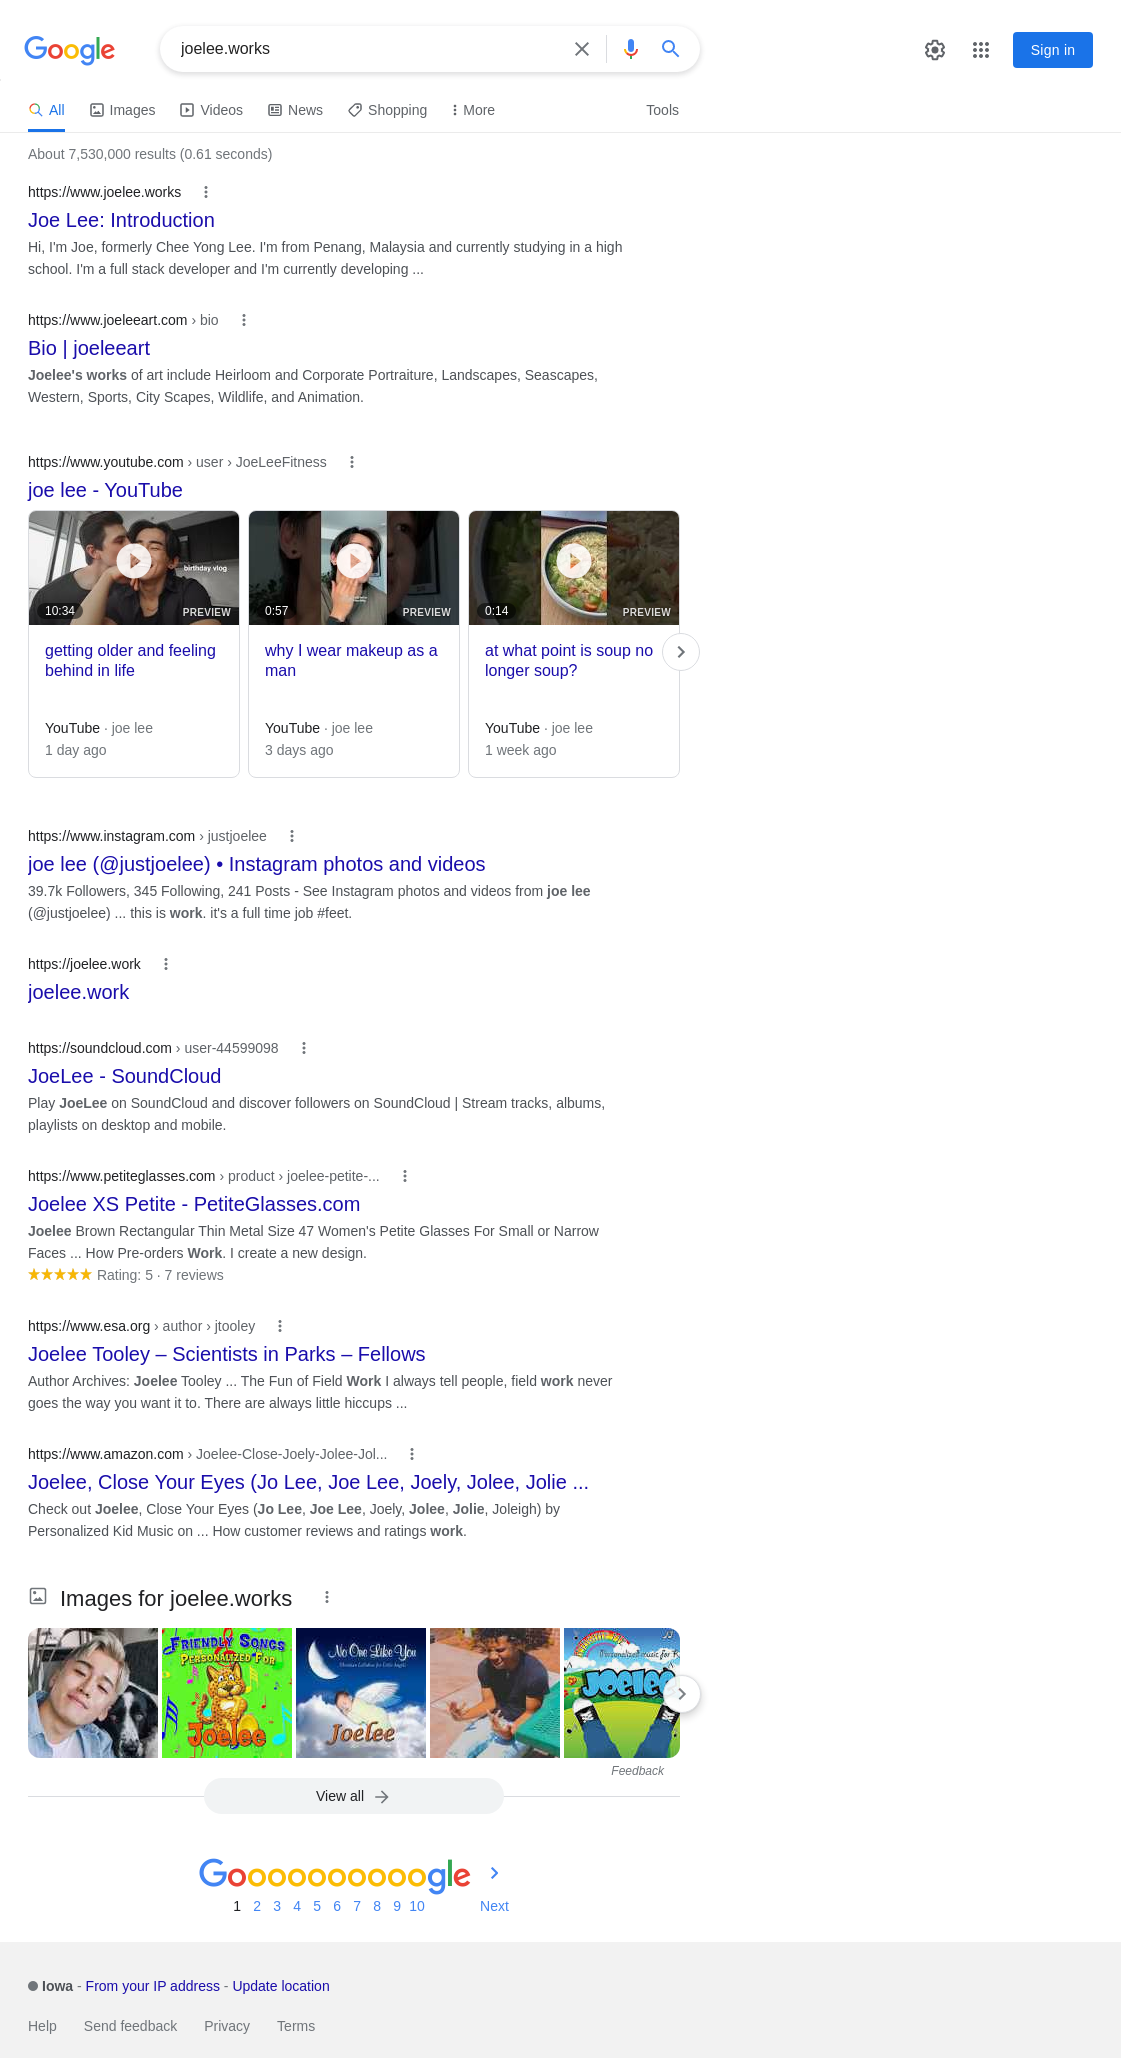 Google
joelee.works
Sign in
All
Images
Videos
News
Shopping
More
Tools
About 7,530,000 results (0.61 seconds)
https://www.joelee.works
Joe Lee: Introduction
Hi, I'm Joe, formerly Chee Yong Lee. I'm from Penang, Malaysia and currently studying in a high
school. I'm a full stack developer and I'm currently developing ...
https://www.joeleeart.com › bio
Bio | joeleeart
Joelee's works of art include Heirloom and Corporate Portraiture, Landscapes, Seascapes,
Western, Sports, City Scapes, Wildlife, and Animation.
https://www.youtube.com › user › JoeLeeFitness
joe lee - YouTube
birthday vlog
10:34
PREVIEW
0:57
PREVIEW
0:14
PREVIEW
getting older and feeling
behind in life
YouTube · joe lee
1 day ago
why I wear makeup as a
man
YouTube · joe lee
3 days ago
at what point is soup no
longer soup?
YouTube · joe lee
1 week ago
https://www.instagram.com › justjoelee
joe lee (@justjoelee) • Instagram photos and videos
39.7k Followers, 345 Following, 241 Posts - See Instagram photos and videos from joe lee
(@justjoelee) ... this is work. it's a full time job #feet.
https://joelee.work
joelee.work
https://soundcloud.com › user-44599098
JoeLee - SoundCloud
Play JoeLee on SoundCloud and discover followers on SoundCloud | Stream tracks, albums,
playlists on desktop and mobile.
https://www.petiteglasses.com › product › joelee-petite-...
Joelee XS Petite - PetiteGlasses.com
Joelee Brown Rectangular Thin Metal Size 47 Women's Petite Glasses For Small or Narrow
Faces ... How Pre-orders Work. I create a new design.
Rating: 5 · 7 reviews
https://www.esa.org › author › jtooley
Joelee Tooley – Scientists in Parks – Fellows
Author Archives: Joelee Tooley ... The Fun of Field Work I always tell people, field work never
goes the way you want it to. There are always little hiccups ...
https://www.amazon.com › Joelee-Close-Joely-Jolee-Jol...
Joelee, Close Your Eyes (Jo Lee, Joe Lee, Joely, Jolee, Jolie ...
Check out Joelee, Close Your Eyes (Jo Lee, Joe Lee, Joely, Jolee, Jolie, Joleigh) by
Personalized Kid Music on ... How customer reviews and ratings work.
Images for joelee.works
FRIENDLY SONGS
PERSONALIZED FOR
Joelee
No One Like You
Joelee
Personalized music for
Joelee
Feedback
View all
Goooooooooogle
1 2 3 4 5 6 7 8 9 10 Next
Iowa - From your IP address - Update location
Help Send feedback Privacy Terms